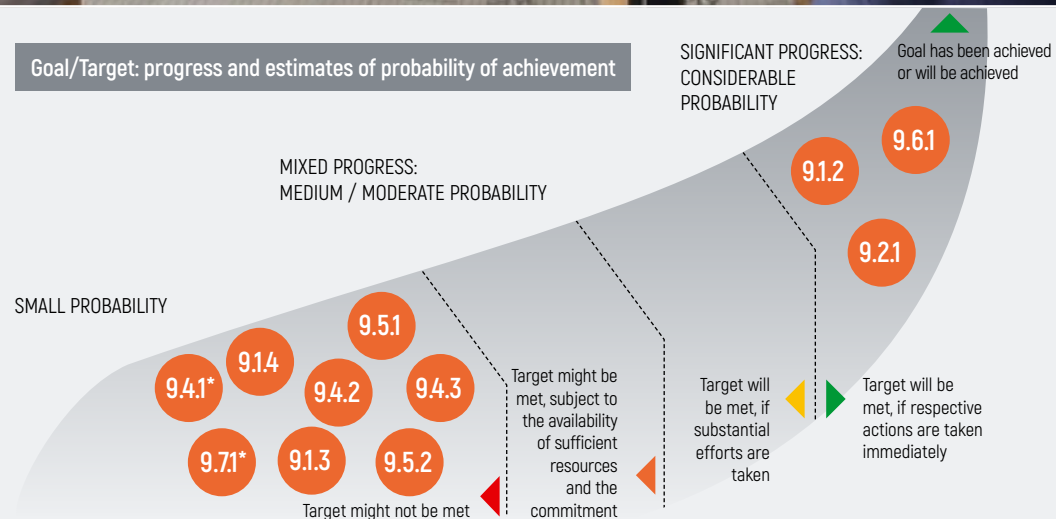 Goal/Target: progress and estimates of probability of achievement
SIGNIFICANT PROGRESS:
CONSIDERABLE
PROBABILITY
Goal has been achieved
or will be achieved
MIXED PROGRESS:
MEDIUM / MODERATE PROBABILITY
SMALL PROBABILITY
9.6.1
9.1.2
9.2.1
9.5.1
9.1.4
9.4.1*
9.4.2
9.4.3
9.7.1*
9.1.3
9.5.2
Target might not be met
Target might be
met, subject to
the availability
of sufficient
resources
and the
commitment
Target will
be met, if
substantial
efforts are
taken
Target will be
met, if respective
actions are taken
immediately